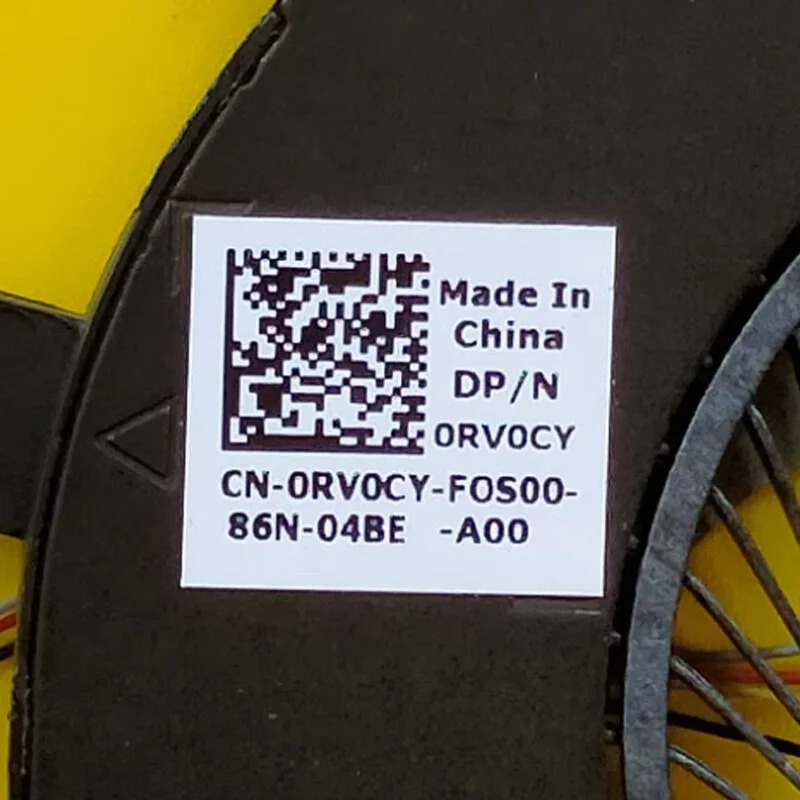 Made In
China
DP/N
0RV0CY
CN-0RV0CY-FOS00-
86N-04BE -A00